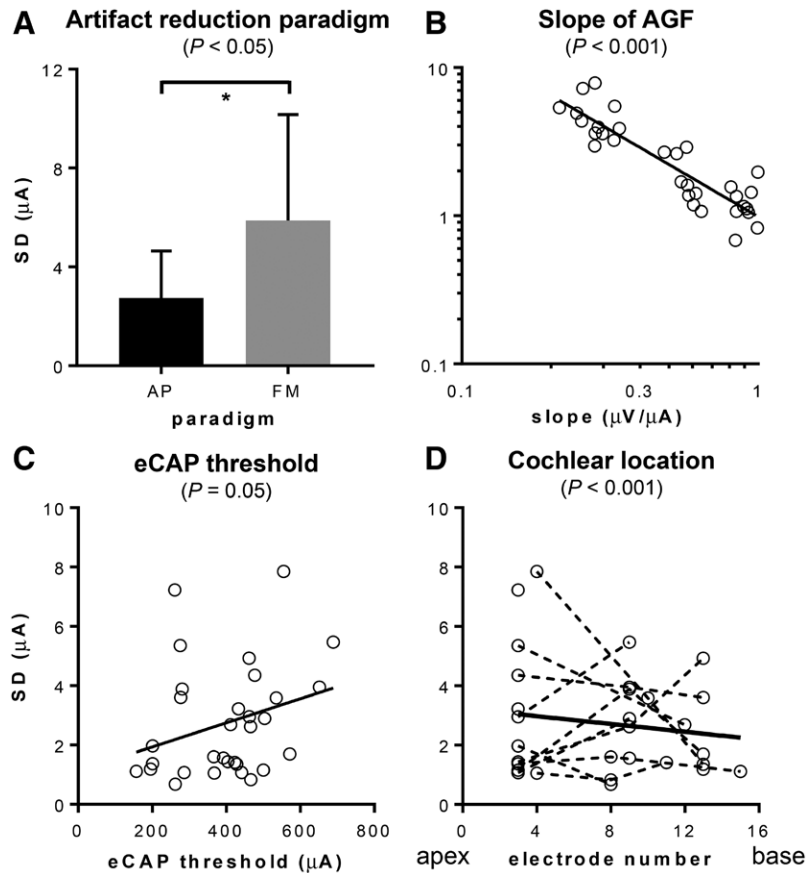 A Artifact reduction paradigm
(P < 0.05)
SD (μA)
12
8
4
0
AP FM
*
paradigm
B Slope of AGF
(P < 0.001)
10
1
0.1
0.1 0.3 1
slope (μV/μA)
C eCAP threshold
(P = 0.05)
SD (μA)
10
8
6
4
2
0
0 200 400 600 800
eCAP threshold (μA)
D Cochlear location
(P < 0.001)
10
8
6
4
2
0
0 4 8 12 16
apex electrode number base